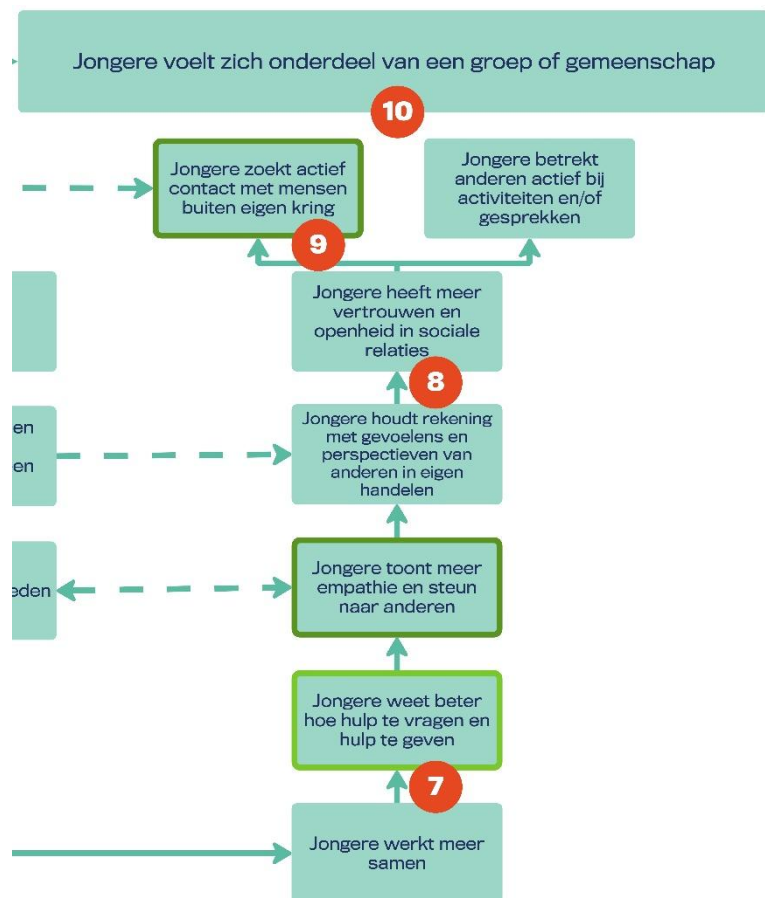 Jongere voelt zich onderdeel van een groep of gemeenschap
10
Jongere zoekt actief
contact met mensen
buiten eigen kring
Jongere betrekt
anderen actief bij
activiteiten en/of
gesprekken
9
Jongere heeft meer
vertrouwen en
openheid in sociale
relaties
8
en
en
Jongere houdt rekening
met gevoelens en
perspectieven van
anderen in eigen
handelen
eden
Jongere toont meer
empathie en steun
naar anderen
Jongere weet beter
hoe hulp te vragen en
hulp te geven
7
Jongere werkt meer
samen